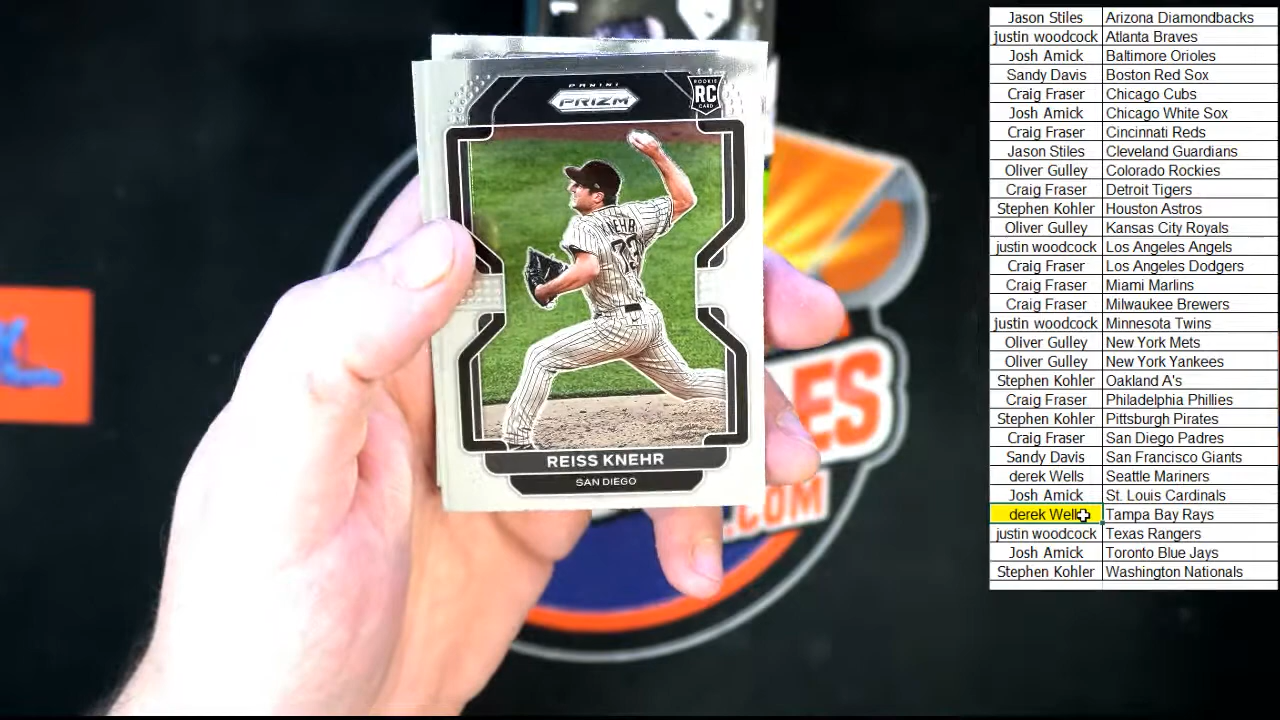 PANINI
PRIZM
ROOKIE
RC
CARD
KNEHR
REISS KNEHR
SAN DIEGO
ES
.COM
Jason Stiles Arizona Diamondbacks
justin woodcock Atlanta Braves
Josh Amick Baltimore Orioles
Sandy Davis Boston Red Sox
Craig Fraser Chicago Cubs
Josh Amick Chicago White Sox
Craig Fraser Cincinnati Reds
Jason Stiles Cleveland Guardians
Oliver Gulley Colorado Rockies
Craig Fraser Detroit Tigers
Stephen Kohler Houston Astros
Oliver Gulley Kansas City Royals
justin woodcock Los Angeles Angels
Craig Fraser Los Angeles Dodgers
Craig Fraser Miami Marlins
Craig Fraser Milwaukee Brewers
justin woodcock Minnesota Twins
Oliver Gulley New York Mets
Oliver Gulley New York Yankees
Stephen Kohler Oakland A's
Craig Fraser Philadelphia Phillies
Stephen Kohler Pittsburgh Pirates
Craig Fraser San Diego Padres
Sandy Davis San Francisco Giants
derek Wells Seattle Mariners
Josh Amick St. Louis Cardinals
derek Wells Tampa Bay Rays
justin woodcock Texas Rangers
Josh Amick Toronto Blue Jays
Stephen Kohler Washington Nationals